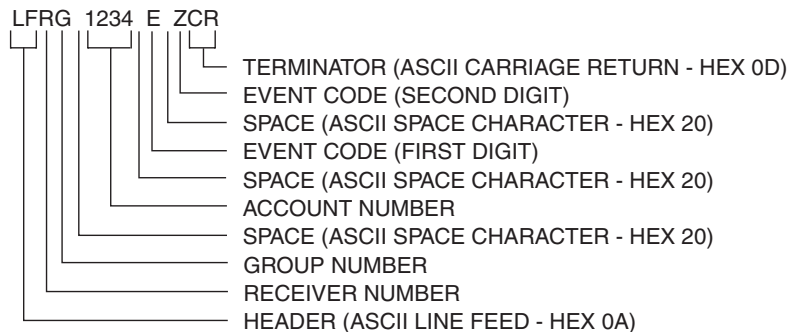 LFRG 1234 E ZCR
TERMINATOR (ASCII CARRIAGE RETURN - HEX 0D)
EVENT CODE (SECOND DIGIT)
SPACE (ASCII SPACE CHARACTER - HEX 20)
EVENT CODE (FIRST DIGIT)
SPACE (ASCII SPACE CHARACTER - HEX 20)
ACCOUNT NUMBER
SPACE (ASCII SPACE CHARACTER - HEX 20)
GROUP NUMBER
RECEIVER NUMBER
HEADER (ASCII LINE FEED - HEX 0A)